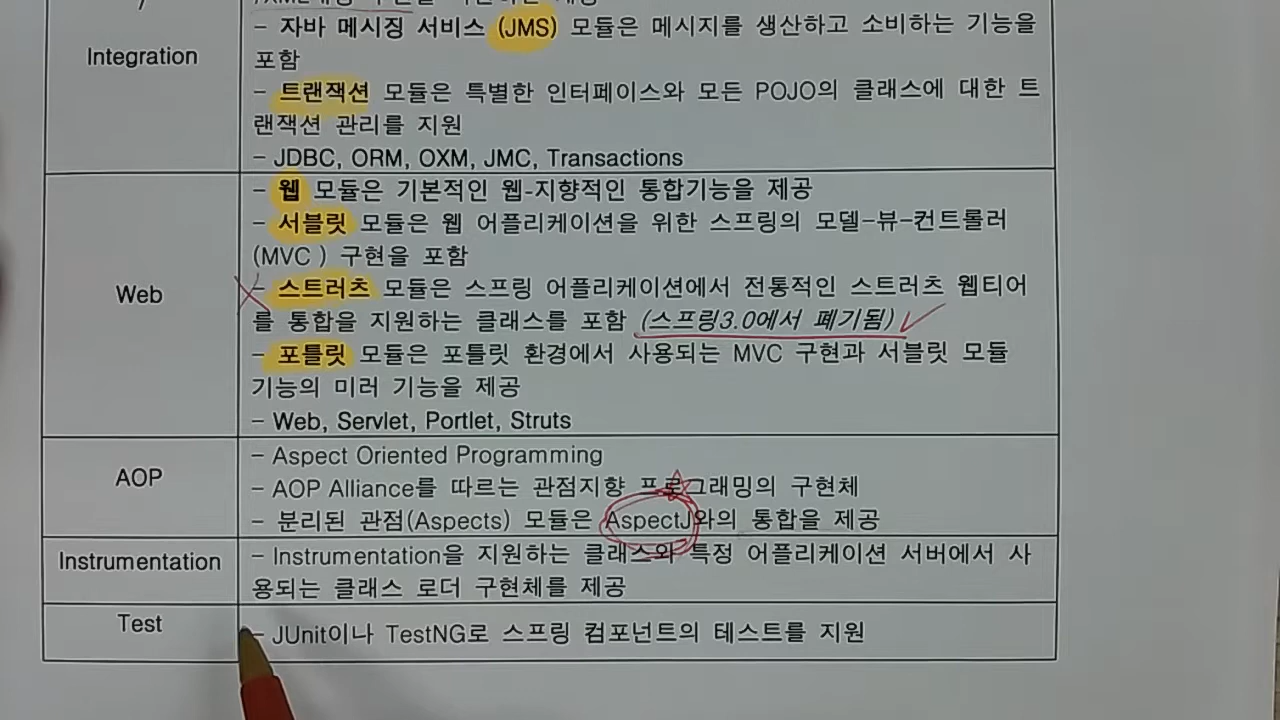 Integration
- 자바 메시징 서비스 (JMS) 모듈은 메시지를 생산하고 소비하는 기능을
포함
- 트랜잭션 모듈은 특별한 인터페이스와 모든 POJO의 클래스에 대한 트
랜잭션 관리를 지원
- JDBC, ORM, OXM, JMC, Transactions
Web
- 웹 모듈은 기본적인 웹-지향적인 통합기능을 제공
- 서블릿 모듈은 웹 어플리케이션을 위한 스프링의 모델-뷰-컨트롤러
(MVC ) 구현을 포함
- 스트러츠 모듈은 스프링 어플리케이션에서 전통적인 스트러츠 웹티어
를 통합을 지원하는 클래스를 포함 (스프링3.0에서 폐기됨)
- 포틀릿 모듈은 포틀릿 환경에서 사용되는 MVC 구현과 서블릿 모듈
기능의 미러 기능을 제공
- Web, Servlet, Portlet, Struts
AOP
- Aspect Oriented Programming
- AOP Alliance를 따르는 관점지향 프로그래밍의 구현체
- 분리된 관점(Aspects) 모듈은 AspectJ와의 통합을 제공
Instrumentation
- Instrumentation을 지원하는 클래스와 특정 어플리케이션 서버에서 사
용되는 클래스 로더 구현체를 제공
Test
- JUnit이나 TestNG로 스프링 컴포넌트의 테스트를 지원